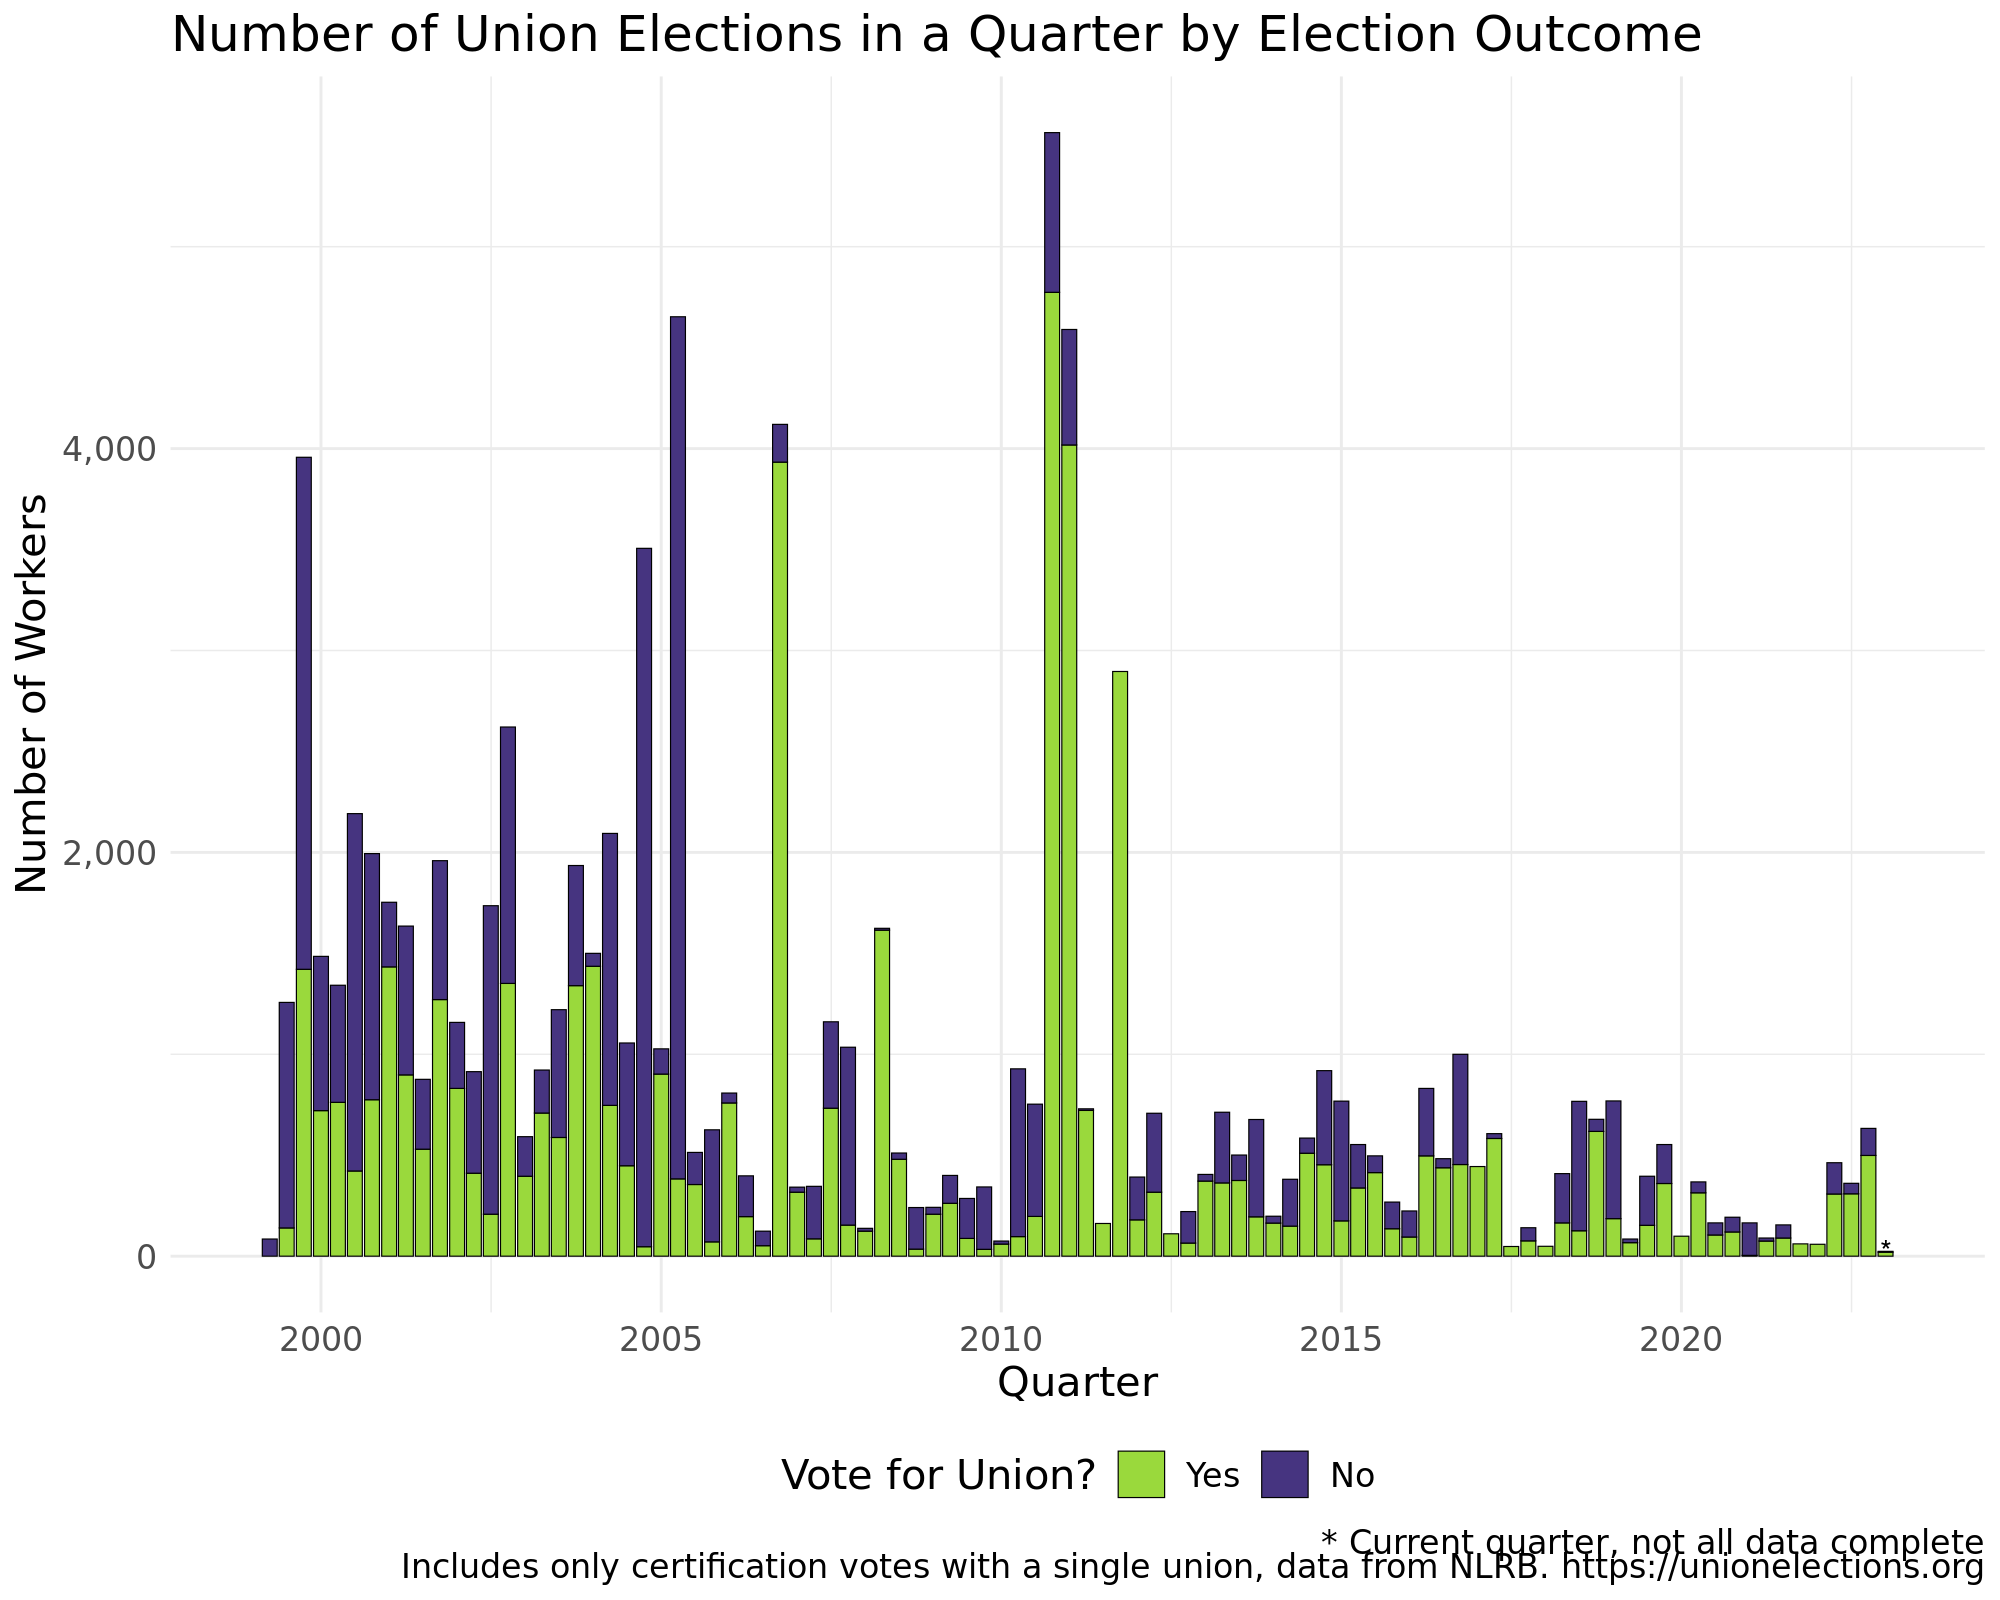 Number of Union Elections in a Quarter by Election Outcome
Number of Workers
4,000
2,000
0
*
2000 2005 2010 2015 2020
Quarter
Vote for Union? Yes No
* Current quarter, not all data complete
Includes only certification votes with a single union, data from NLRB. https://unionelections.org